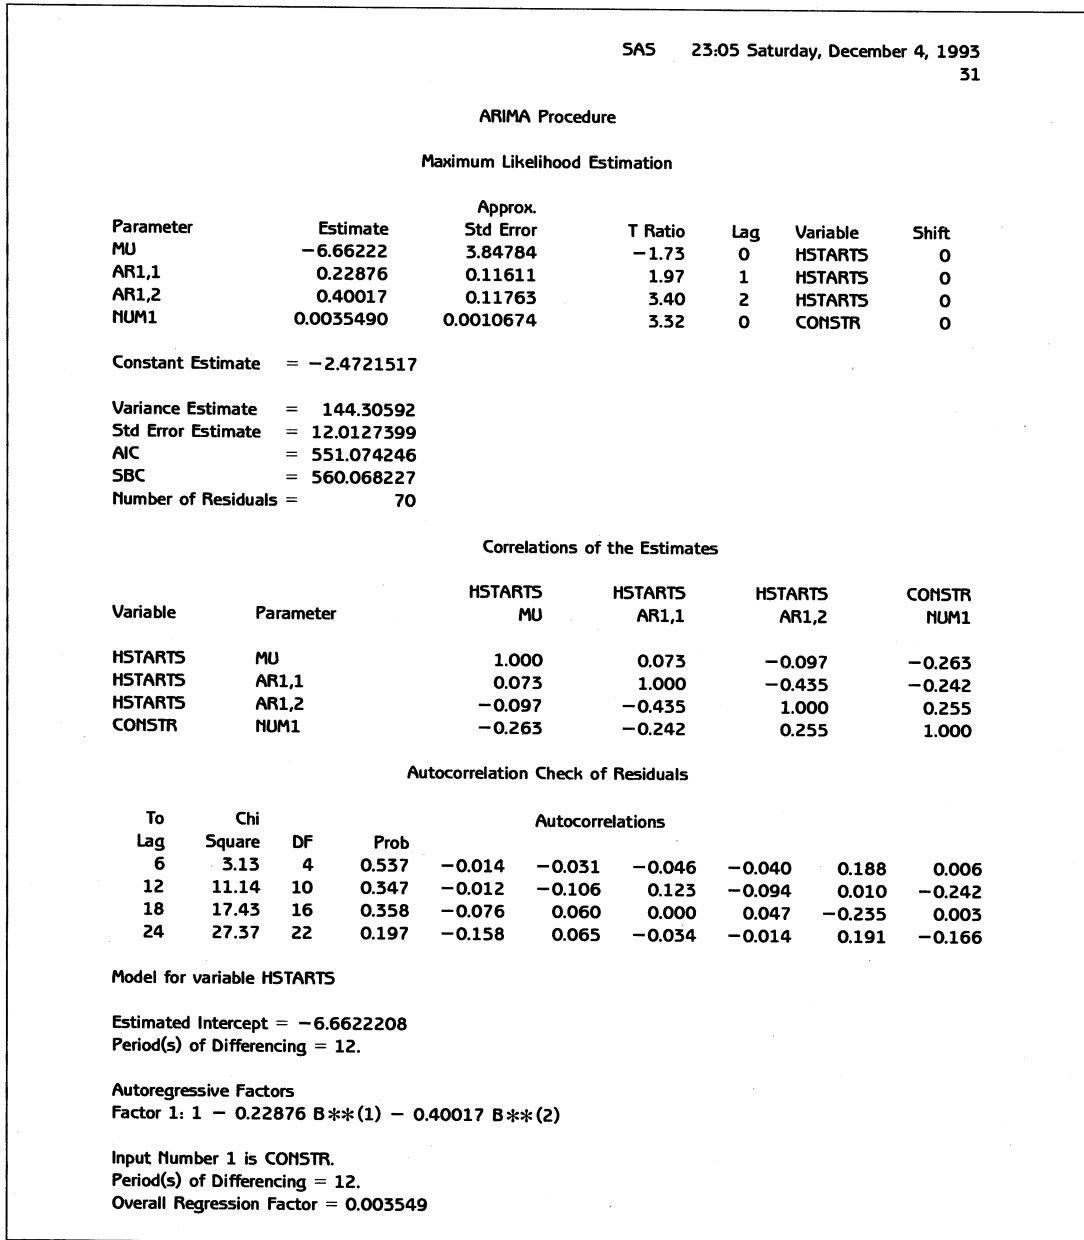 SAS 23:05 Saturday, December 4, 1993
31
ARIMA Procedure
Maximum Likelihood Estimation
Approx.
Parameter Estimate Std Error T Ratio Lag Variable Shift
MU −6.66222 3.84784 −1.73 0 HSTARTS 0
AR1,1 0.22876 0.11611 1.97 1 HSTARTS 0
AR1,2 0.40017 0.11763 3.40 2 HSTARTS 0
NUM1 0.0035490 0.0010674 3.32 0 CONSTR 0
Constant Estimate = −2.4721517
Variance Estimate = 144.30592
Std Error Estimate = 12.0127399
AIC = 551.074246
SBC = 560.068227
Number of Residuals = 70
Correlations of the Estimates
HSTARTS HSTARTS HSTARTS CONSTR
Variable Parameter MU AR1,1 AR1,2 NUM1
HSTARTS MU 1.000 0.073 −0.097 −0.263
HSTARTS AR1,1 0.073 1.000 −0.435 −0.242
HSTARTS AR1,2 −0.097 −0.435 1.000 0.255
CONSTR NUM1 −0.263 −0.242 0.255 1.000
Autocorrelation Check of Residuals
To Chi Autocorrelations
Lag Square DF Prob
6 3.13 4 0.537 −0.014 −0.031 −0.046 −0.040 0.188 0.006
12 11.14 10 0.347 −0.012 −0.106 0.123 −0.094 0.010 −0.242
18 17.43 16 0.358 −0.076 0.060 0.000 0.047 −0.235 0.003
24 27.37 22 0.197 −0.158 0.065 −0.034 −0.014 0.191 −0.166
Model for variable HSTARTS
Estimated Intercept = −6.6622208
Period(s) of Differencing = 12.
Autoregressive Factors
Factor 1: 1 − 0.22876 B**(1) − 0.40017 B**(2)
Input Number 1 is CONSTR.
Period(s) of Differencing = 12.
Overall Regression Factor = 0.003549